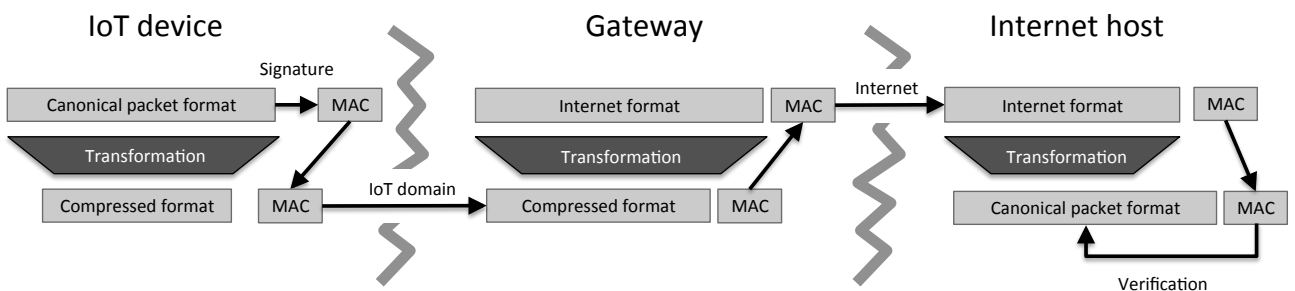 IoT device
Gateway
Internet host
Signature
Canonical packet format
MAC
Internet format
MAC
Internet
Internet format
MAC
Transformation
Transformation
Transformation
Compressed format
MAC
IoT domain
Compressed format
MAC
Canonical packet format
MAC
Verification